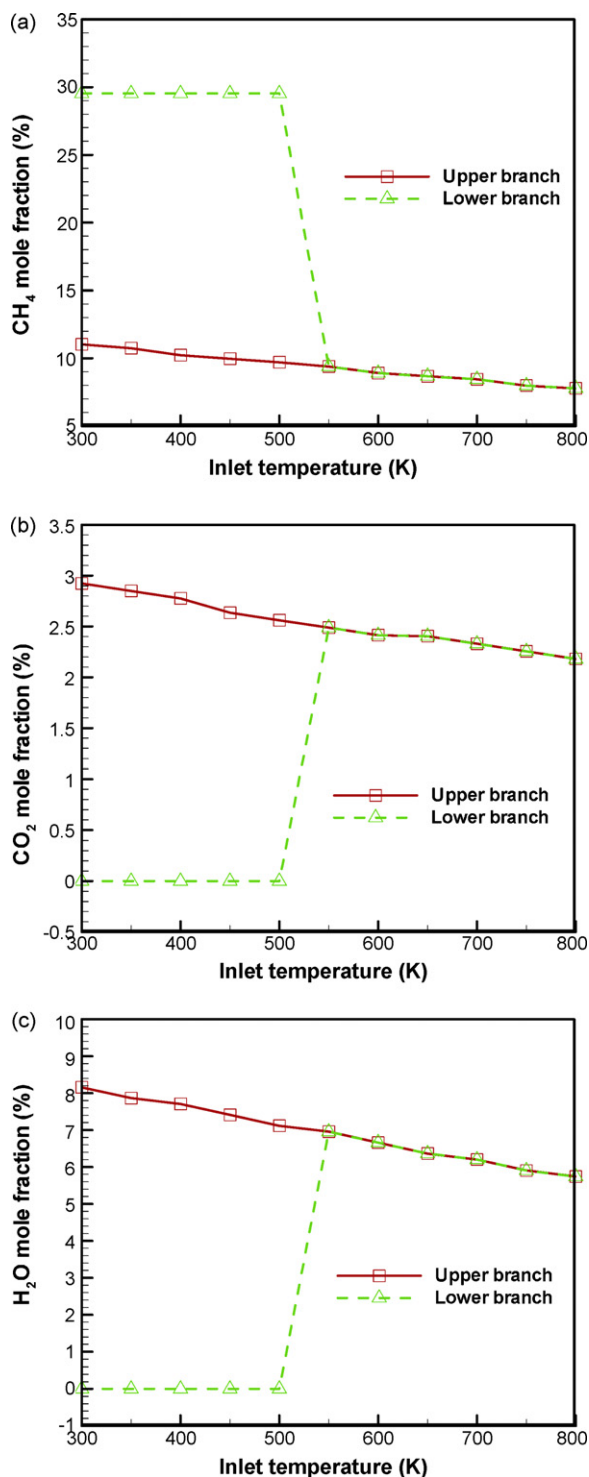 (a)
35
30
25
20
15
10
5
CH4 mole fraction (%)
Upper branch
Lower branch
300 400 500 600 700 800
Inlet temperature (K)
(b)
3.5
3
2.5
2
1.5
1
0.5
0
-0.5
CO2 mole fraction (%)
Upper branch
Lower branch
300 400 500 600 700 800
Inlet temperature (K)
(c)
10
9
8
7
6
5
4
3
2
1
0
-1
H2O mole fraction (%)
Upper branch
Lower branch
300 400 500 600 700 800
Inlet temperature (K)